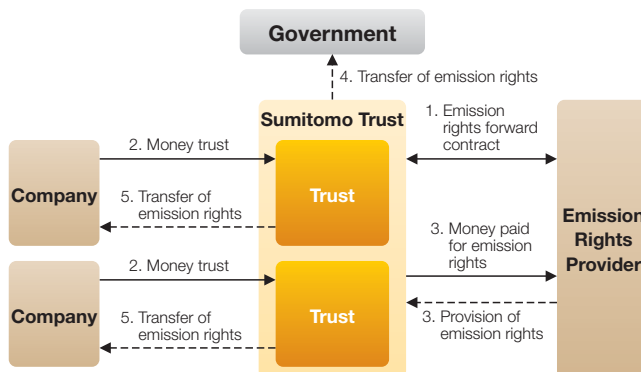 Government
4. Transfer of emission rights
Sumitomo Trust
1. Emission
rights forward
contract
2. Money trust
Company
Trust
5. Transfer of
emission rights
Emission
Rights
Provider
3. Money paid
for emission
rights
2. Money trust
Company
Trust
5. Transfer of
emission rights
3. Provision of
emission rights